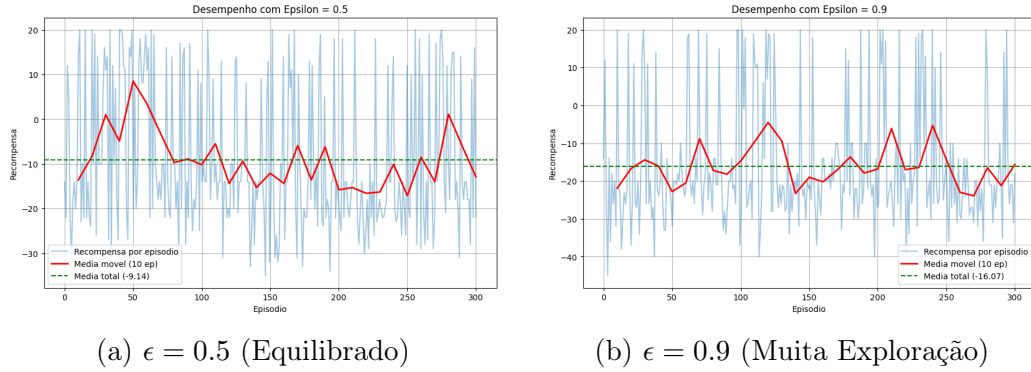 Desempenho com Epsilon = 0.5
20
10
0
−10
−20
−30
Recompensa
Recompensa por episodio
Media movel (10 ep)
Media total (-9.14)
0
50
100
150
200
250
300
Episodio
(a) ϵ = 0.5 (Equilibrado)
Desempenho com Epsilon = 0.9
20
10
0
−10
−20
−30
−40
Recompensa
Recompensa por episodio
Media movel (10 ep)
Media total (-16.07)
0
50
100
150
200
250
300
Episodio
(b) ϵ = 0.9 (Muita Exploração)